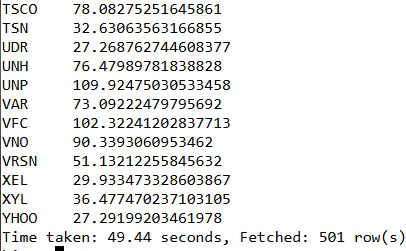 TSCO 78.08275251645861
TSN 32.63063563166855
UDR 27.268762744608377
UNH 76.47989781838828
UNP 109.92475030533458
VAR 73.09222479795692
VFC 102.32241202837713
VNO 90.3393060953462
VRSN 51.13212255845632
XEL 29.933473328603867
XYL 36.477470237103105
YHOO 27.29199203461978
Time taken: 49.44 seconds, Fetched: 501 row(s)